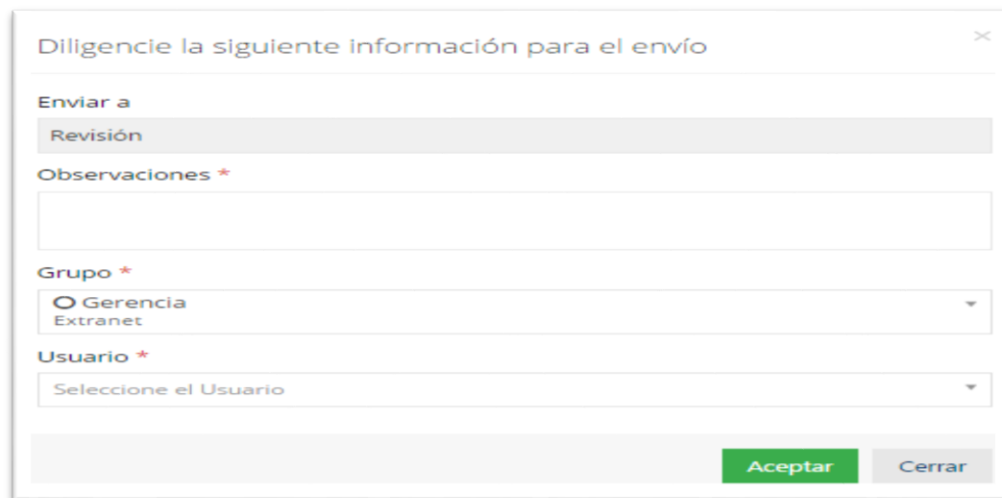 Diligencie la siguiente información para el envío
×
Enviar a
Revisión
Observaciones *
Grupo *
Gerencia
Extranet
Usuario *
Seleccione el Usuario
Aceptar
Cerrar